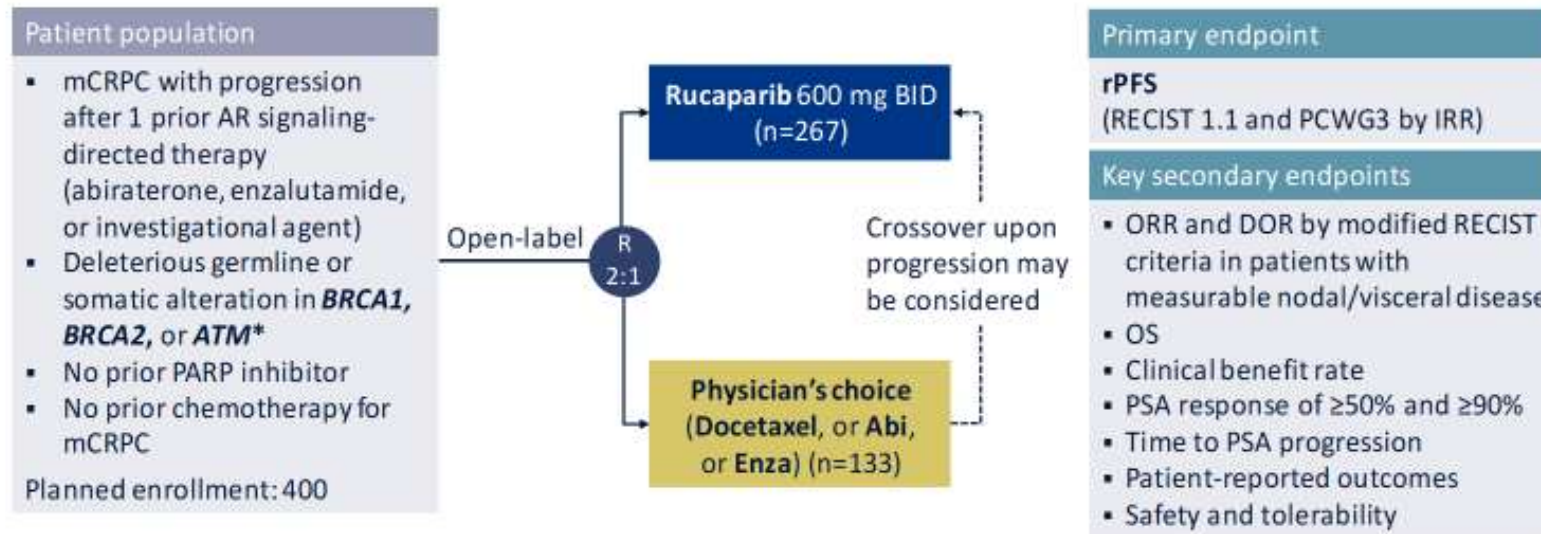 Patient population
▪ mCRPC with progression
after 1 prior AR signaling-
directed therapy
(abiraterone, enzalutamide,
or investigational agent)
▪ Deleterious germline or
somatic alteration in BRCA1,
BRCA2, or ATM*
▪ No prior PARP inhibitor
▪ No prior chemotherapy for
mCRPC
Planned enrollment: 400
Open-label
R
2:1
Rucaparib 600 mg BID
(n=267)
Crossover upon
progression may
be considered
Physician's choice
(Docetaxel, or Abi,
or Enza) (n=133)
Primary endpoint
rPFS
(RECIST 1.1 and PCWG3 by IRR)
Key secondary endpoints
▪ ORR and DOR by modified RECIST
criteria in patients with
measurable nodal/visceral disease
▪ OS
▪ Clinical benefit rate
▪ PSA response of ≥50% and ≥90%
▪ Time to PSA progression
▪ Patient-reported outcomes
▪ Safety and tolerability